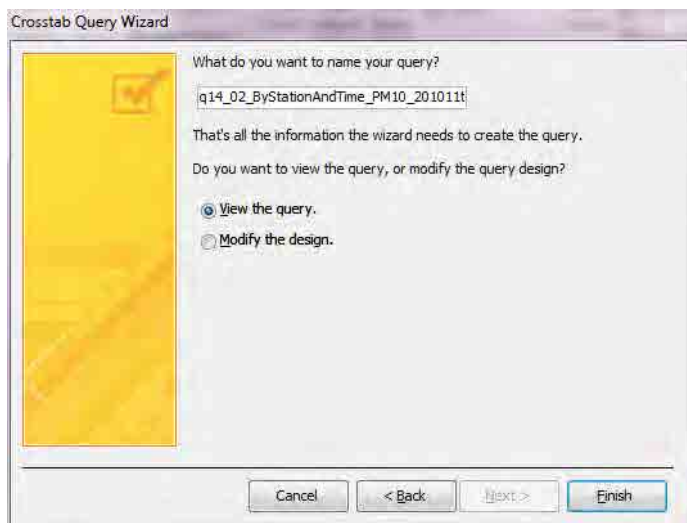 Crosstab Query Wizard
What do you want to name your query?
q14_02_ByStationAndTime_PM10_201011t
That's all the information the wizard needs to create the query.
Do you want to view the query, or modify the query design?
View the query.
Modify the design.
Cancel
< Back
Next >
Finish